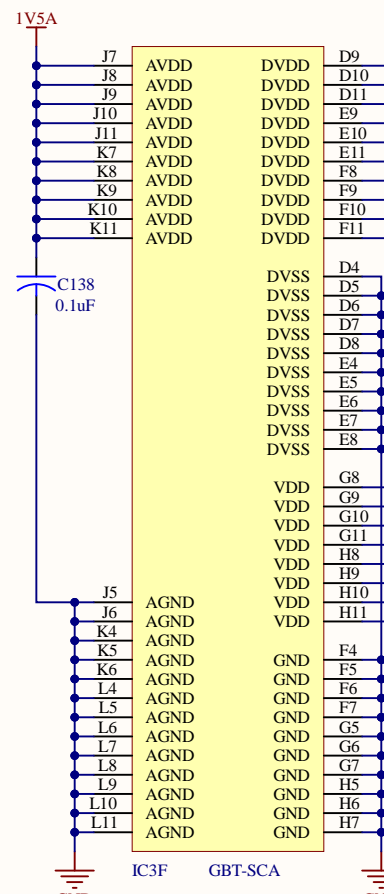 1V5A
J7 AVDD DVDD D9
J8 AVDD DVDD D10
J9 AVDD DVDD D11
J10 AVDD DVDD E9
J11 AVDD DVDD E10
K7 AVDD DVDD E11
K8 AVDD DVDD F8
K9 AVDD DVDD F9
K10 AVDD DVDD F10
K11 AVDD DVDD F11
DVSS D4
C138 DVSS D5
0.1uF DVSS D6
DVSS D7
DVSS D8
DVSS E4
DVSS E5
DVSS E6
DVSS E7
DVSS E8
VDD G8
VDD G9
VDD G10
VDD G11
VDD H8
VDD H9
J5 AGND VDD H10
J6 AGND VDD H11
K4 AGND
K5 AGND GND F4
K6 AGND GND F5
L4 AGND GND F6
L5 AGND GND F7
L6 AGND GND G5
L7 AGND GND G6
L8 AGND GND G7
L9 AGND GND H5
L10 AGND GND H6
L11 AGND GND H7
IC3F GBT-SCA